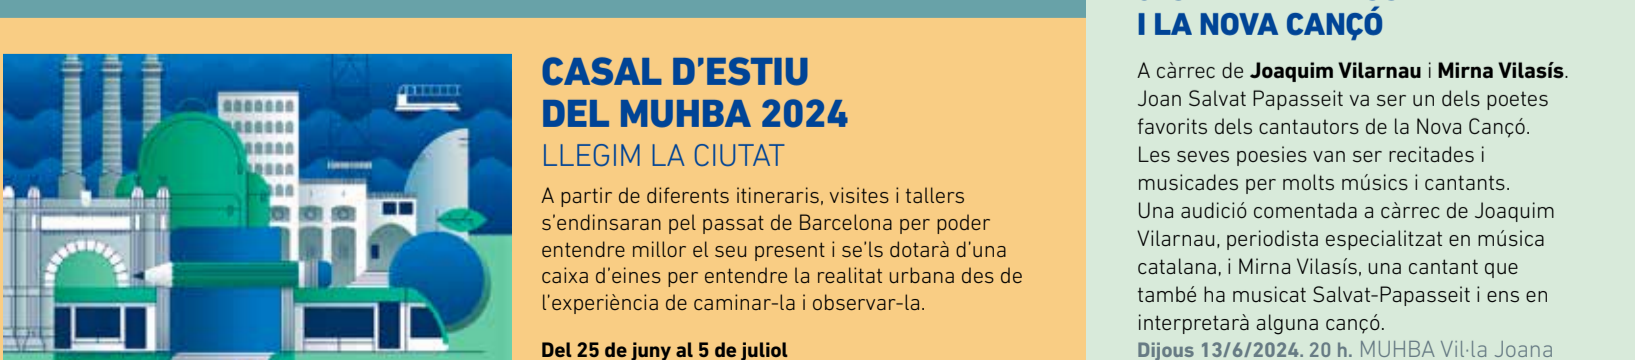 CASAL D'ESTIU
DEL MUHBA 2024
LLEGIM LA CIUTAT
A partir de diferents itineraris, visites i tallers
s'endinsaran pel passat de Barcelona per poder
entendre millor el seu present i se'ls dotarà d'una
caixa d'eines per entendre la realitat urbana des de
l'experiència de caminar-la i observar-la.
Del 25 de juny al 5 de juliol
I LA NOVA CANÇÓ
A càrrec de Joaquim Vilarnau i Mirna Vilasís.
Joan Salvat Papasseit va ser un dels poetes
favorits dels cantautors de la Nova Cançó.
Les seves poesies van ser recitades i
musicades per molts músics i cantants.
Una audició comentada a càrrec de Joaquim
Vilarnau, periodista especialitzat en música
catalana, i Mirna Vilasís, una cantant que
també ha musicat Salvat-Papasseit i ens en
interpretarà alguna cançó.
Dijous 13/6/2024. 20 h. MUHBA Vil·la Joana